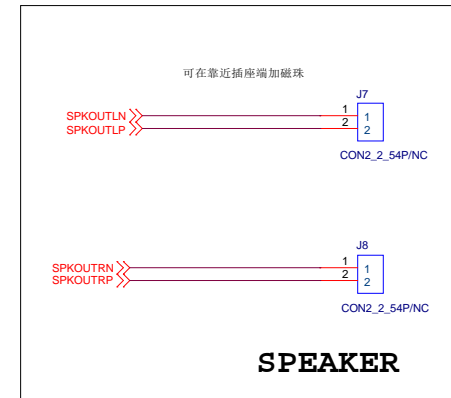 可在靠近插座端加磁珠
J7
SPKOUTLN 1 1
SPKOUTLP 2 2
CON2_2_54P/NC
J8
SPKOUTRN 1 1
SPKOUTRP 2 2
CON2_2_54P/NC
SPEAKER